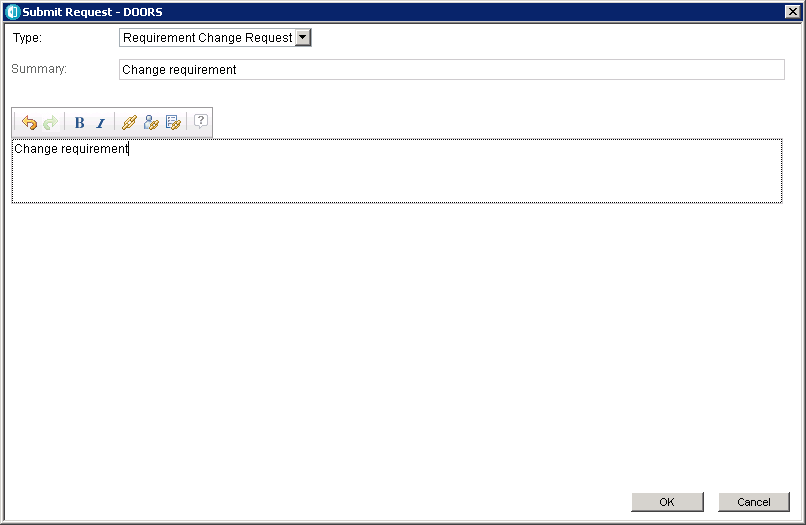 Submit Request - DOORS
Type:
Requirement Change Request
Summary:
Change requirement
B I ?
Change requirement
OK
Cancel